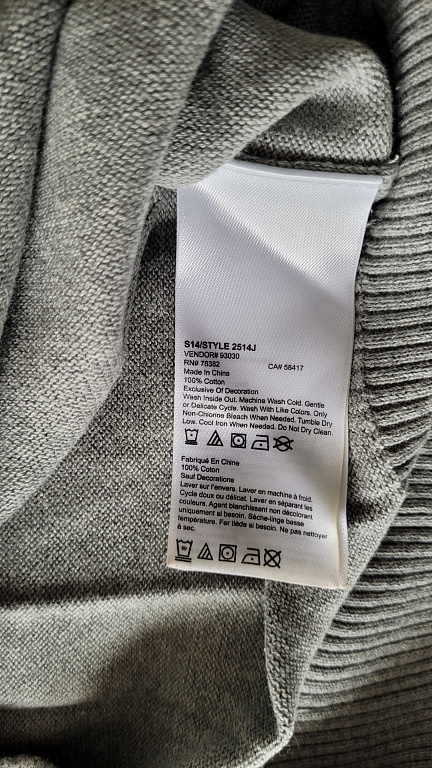 S14/STYLE 2514J
VENDOR# 93030
RN# 76382 CA# 58417
Made In China
100% Cotton
Exclusive Of Decoration
Wash Inside Out. Machine Wash Cold. Gentle
or Delicate Cycle. Wash With Like Colors. Only
Non-Chlorine Bleach When Needed. Tumble Dry
Low. Cool Iron When Needed. Do Not Dry Clean.
Fabriqué En Chine
100% Cotton
Sauf Decorations
Laver sur l'envers. Laver en machine à froid.
Cycle doux ou délicat. Laver en séparant les
couleurs. Agent blanchissant non décolorant
uniquement si besoin. Sèche-linge basse
température. Fer tiède si besoin. Ne pas nettoyer
à sec.